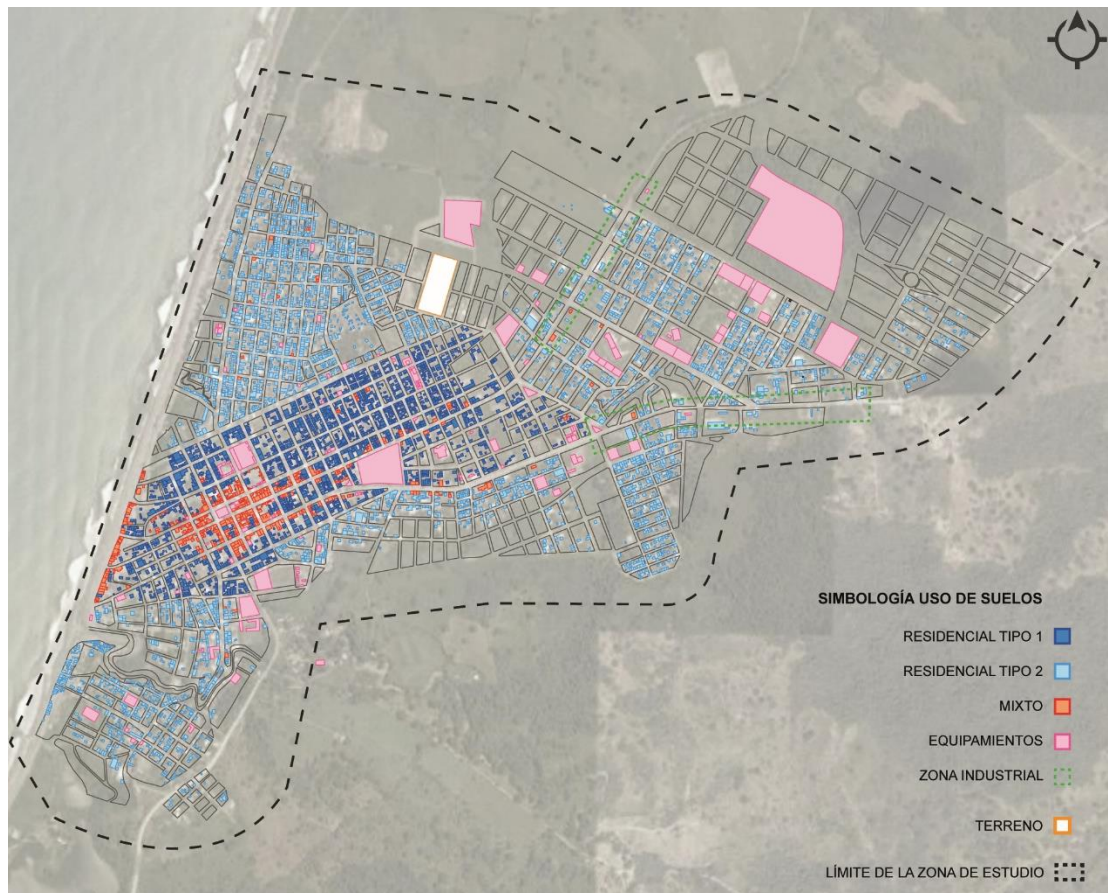 SIMBOLOGÍA USO DE SUELOS
RESIDENCIAL TIPO 1
RESIDENCIAL TIPO 2
MIXTO
EQUIPAMIENTOS
ZONA INDUSTRIAL
TERRENO
LÍMITE DE LA ZONA DE ESTUDIO